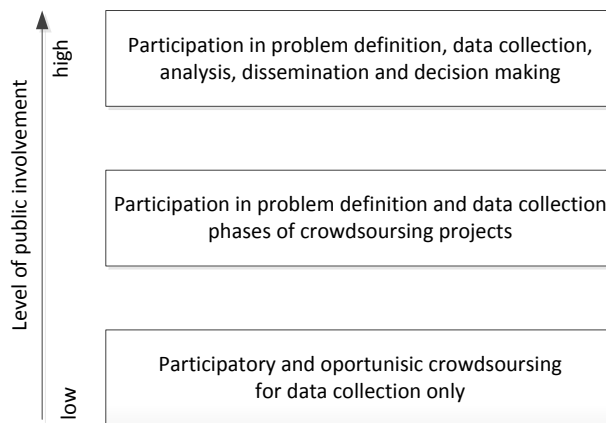 Level of public involvement
high
Participation in problem definition, data collection,
analysis, dissemination and decision making
Participation in problem definition and data collection
phases of crowdsoursing projects
low
Participatory and oportunisic crowdsoursing
for data collection only